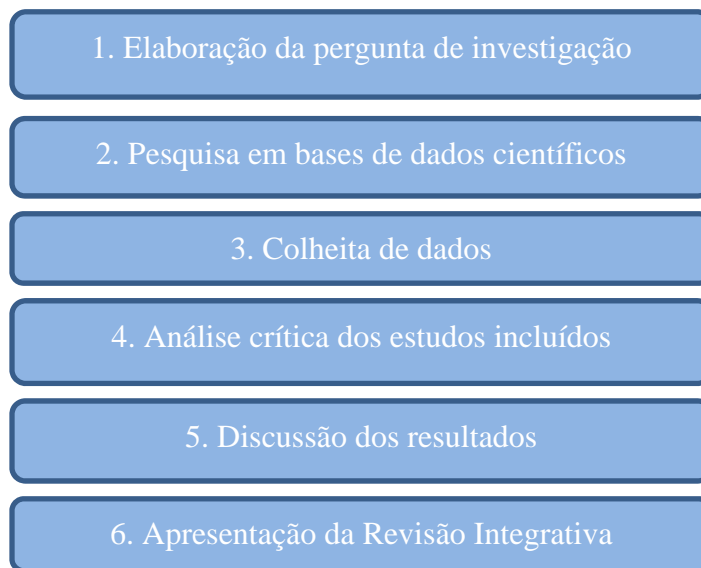 1. Elaboração da pergunta de investigação
2. Pesquisa em bases de dados científicos
3. Colheita de dados
4. Análise crítica dos estudos incluídos
5. Discussão dos resultados
6. Apresentação da Revisão Integrativa